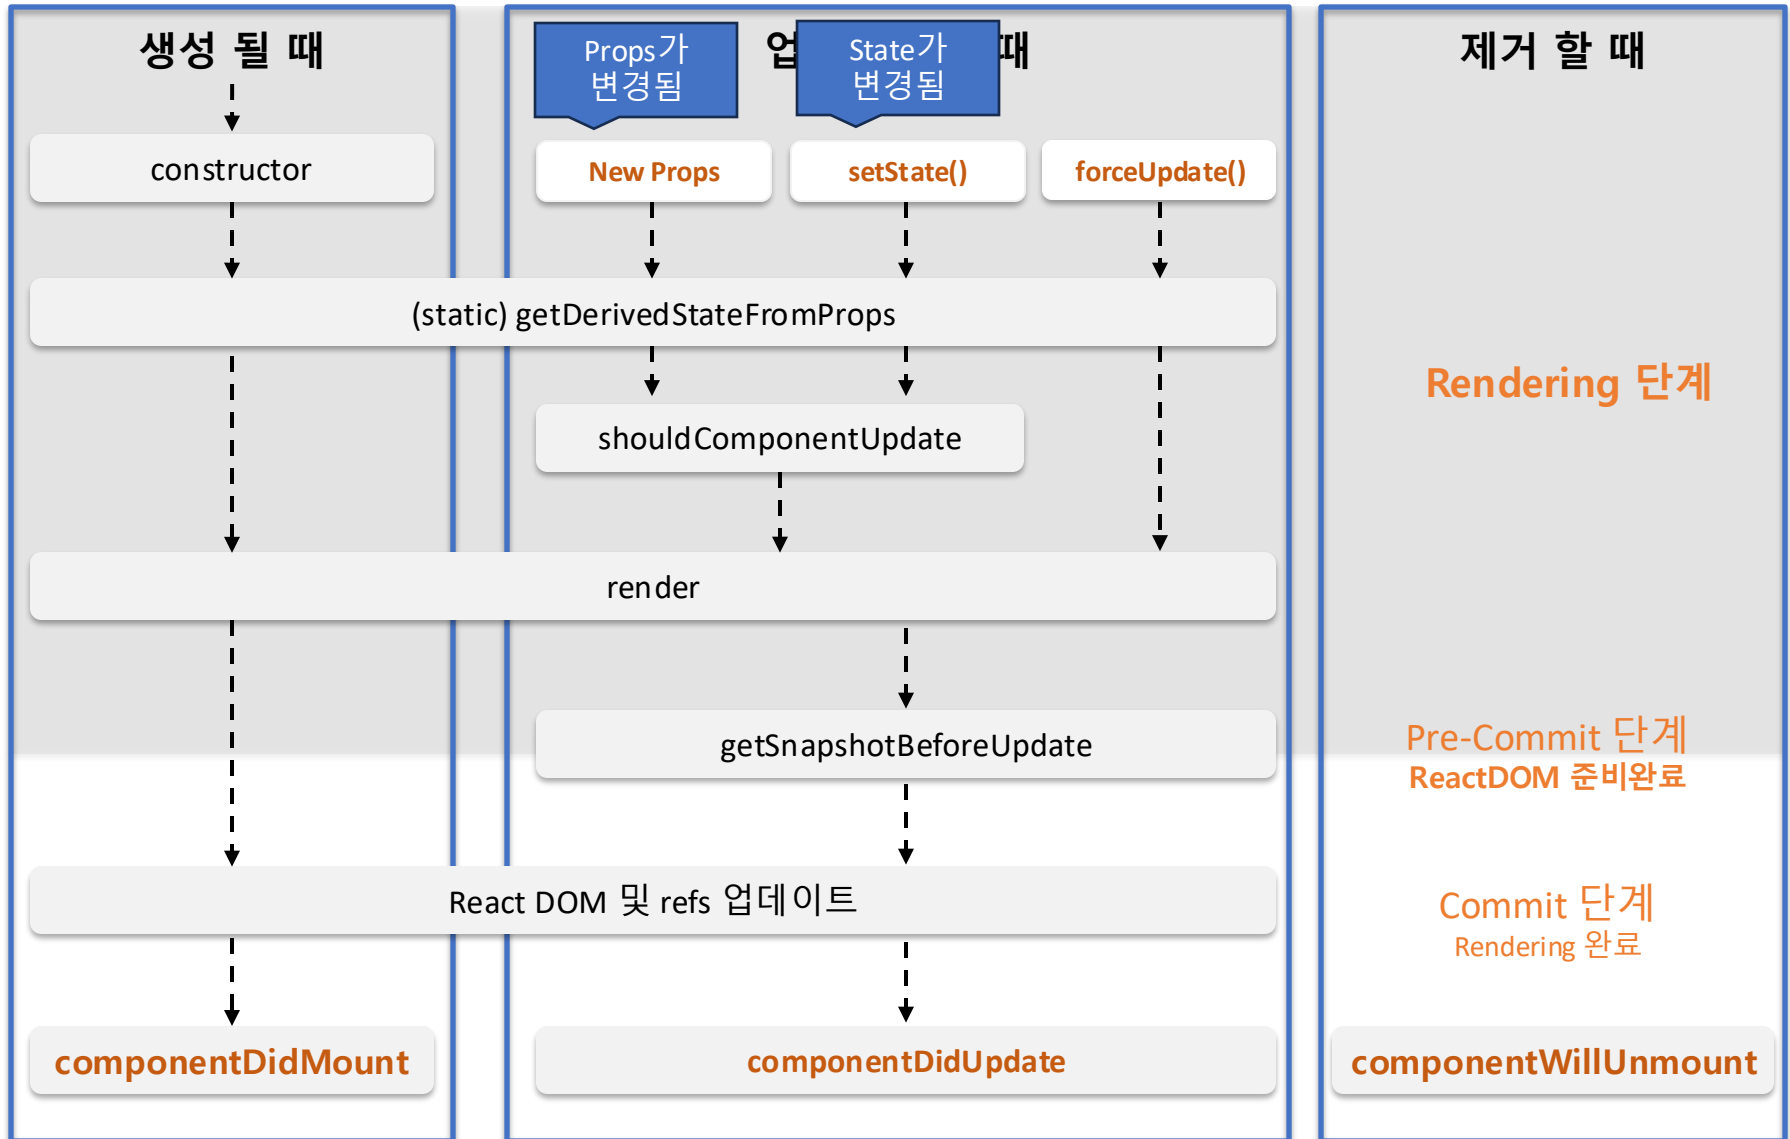 생성 될 때
업
때
제거 할 때
Props가
변경됨
State가
변경됨
constructor
New Props
setState()
forceUpdate()
(static) getDerivedStateFromProps
Rendering 단계
shouldComponentUpdate
render
getSnapshotBeforeUpdate
Pre-Commit 단계
ReactDOM 준비완료
React DOM 및 refs 업데이트
Commit 단계
Rendering 완료
componentDidMount
componentDidUpdate
componentWillUnmount